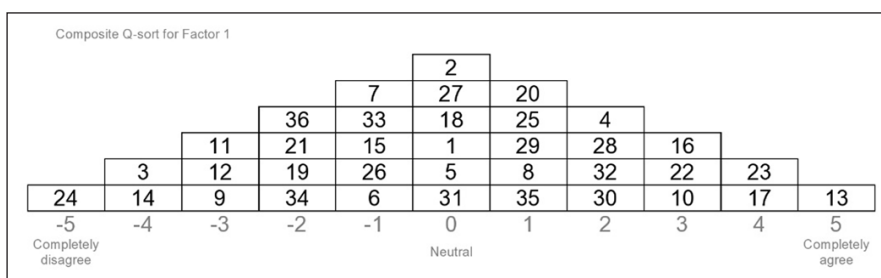 Composite Q-sort for Factor 1
2
7 27 20
36 33 18 25 4
11 21 15 1 29 28 16
3 12 19 26 5 8 32 22 23
24 14 9 34 6 31 35 30 10 17 13
-5 -4 -3 -2 -1 0 1 2 3 4 5
Completely disagree Neutral Completely agree